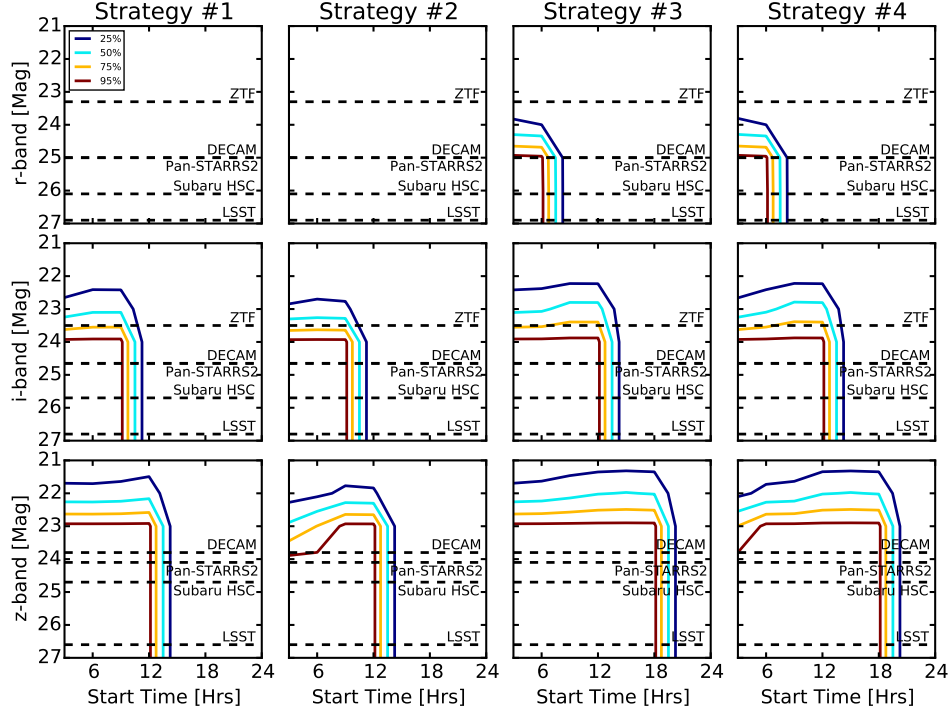 Strategy #1 Strategy #2 Strategy #3 Strategy #4
r-band [Mag]
21
22
23
24
25
26
27
25%
50%
75%
95%
ZTF
DECAM
Pan-STARRS2
Subaru HSC
LSST
ZTF
DECAM
Pan-STARRS2
Subaru HSC
LSST
ZTF
DECAM
Pan-STARRS2
Subaru HSC
LSST
ZTF
DECAM
Pan-STARRS2
Subaru HSC
LSST
i-band [Mag]
21
22
23
24
25
26
27
ZTF
DECAM
Pan-STARRS2
Subaru HSC
LSST
ZTF
DECAM
Pan-STARRS2
Subaru HSC
LSST
ZTF
DECAM
Pan-STARRS2
Subaru HSC
LSST
ZTF
DECAM
Pan-STARRS2
Subaru HSC
LSST
z-band [Mag]
21
22
23
24
25
26
27
DECAM
Pan-STARRS2
Subaru HSC
LSST
DECAM
Pan-STARRS2
Subaru HSC
LSST
DECAM
Pan-STARRS2
Subaru HSC
LSST
DECAM
Pan-STARRS2
Subaru HSC
LSST
6 12 18 24 6 12 18 24 6 12 18 24 6 12 18 24
Start Time [Hrs] Start Time [Hrs] Start Time [Hrs] Start Time [Hrs]